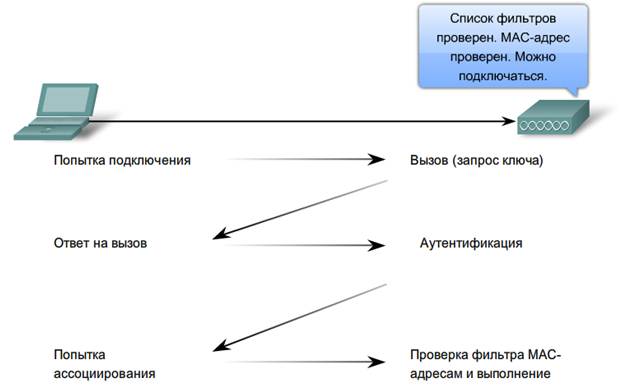 Список фильтров
проверен. MAC-адрес
проверен. Можно
подключаться.
Попытка подключения
Вызов (запрос ключа)
Ответ на вызов
Аутентификация
Попытка
ассоциирования
Проверка фильтра MAC-
адресам и выполнение